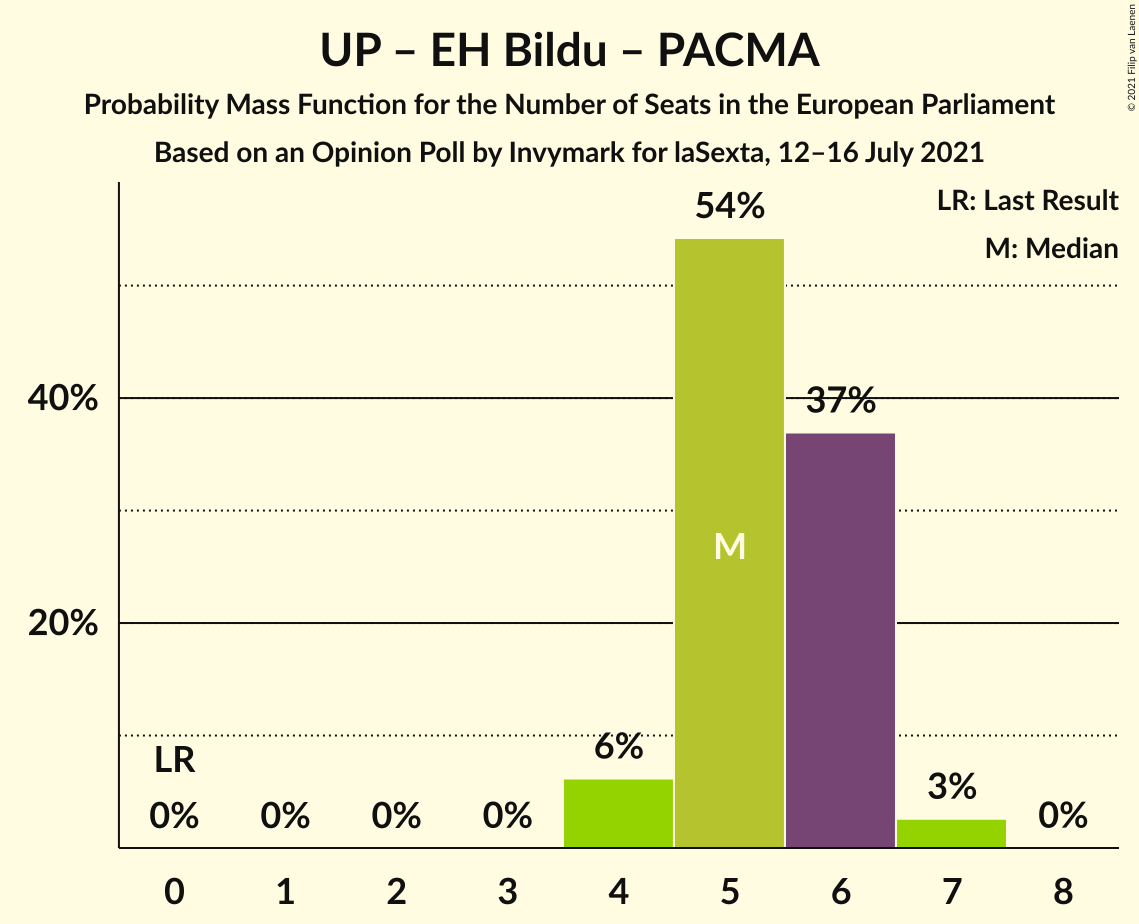 © 2021 Filip van Laenen
UP – EH Bildu – PACMA
Probability Mass Function for the Number of Seats in the European Parliament
Based on an Opinion Poll by Invymark for laSexta, 12–16 July 2021
LR: Last Result
M: Median
54%
40%
37%
M
20%
LR
6%
3%
0% 0% 0% 0% 0%
0 1 2 3 4 5 6 7 8